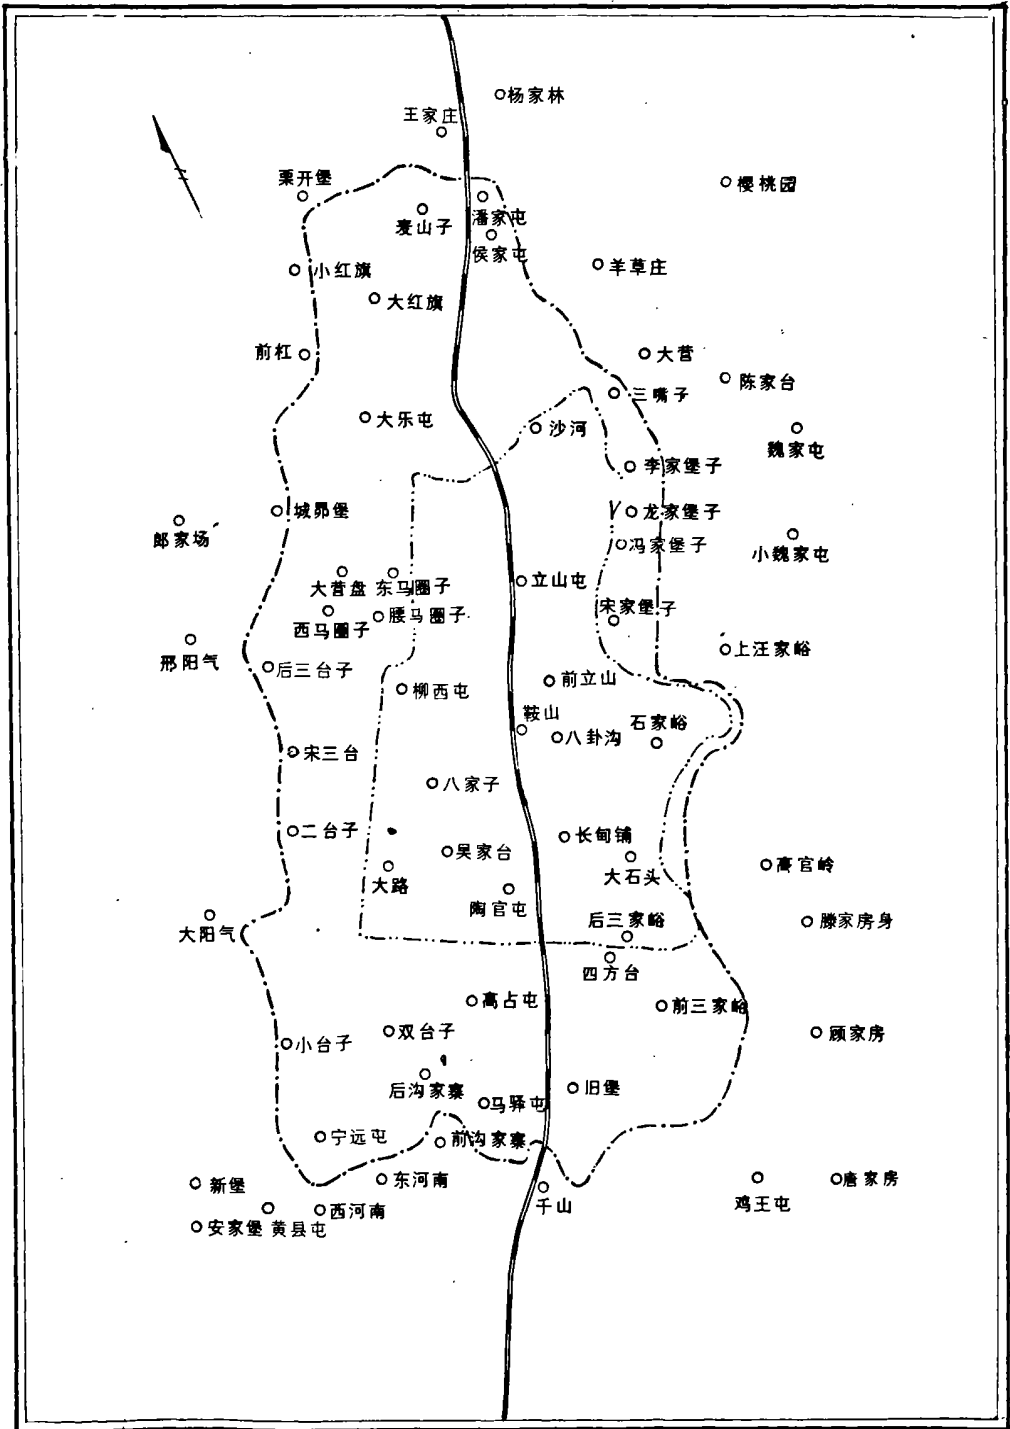 杨家林
王家庄
栗开堡
樱桃园
潘家屯
麦山子
侯家屯
羊草庄
小红旗
大红旗
前杠
大营
陈家台
三嘴子
大乐屯
沙河
魏家屯
李家堡子
城昂堡
龙家堡子
郎家场
冯家堡子
小魏家屯
立山屯
大营盘
东马圈子
宋家堡子
腰马圈子
西马圈子
上汪家峪
邢阳气
后三台子
前立山
柳西屯
鞍山
石家峪
八卦沟
宋三台
八家子
二台子
长甸铺
吴家台
高官岭
大石头
大路
陶官屯
后三家峪
滕家房身
大阳气
四方台
高占屯
前三家峪
双台子
顾家房
小台子
后沟家寨
旧堡
马驿屯
宁远屯
前沟家寨
东河南
唐家房
新堡
千山
鸡王屯
西河南
安家堡
黄县屯